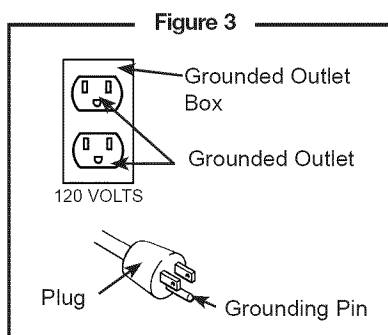 Figure 3
Grounded Outlet
Box
Grounded Outlet
120 VOLTS
Plug
Grounding Pin